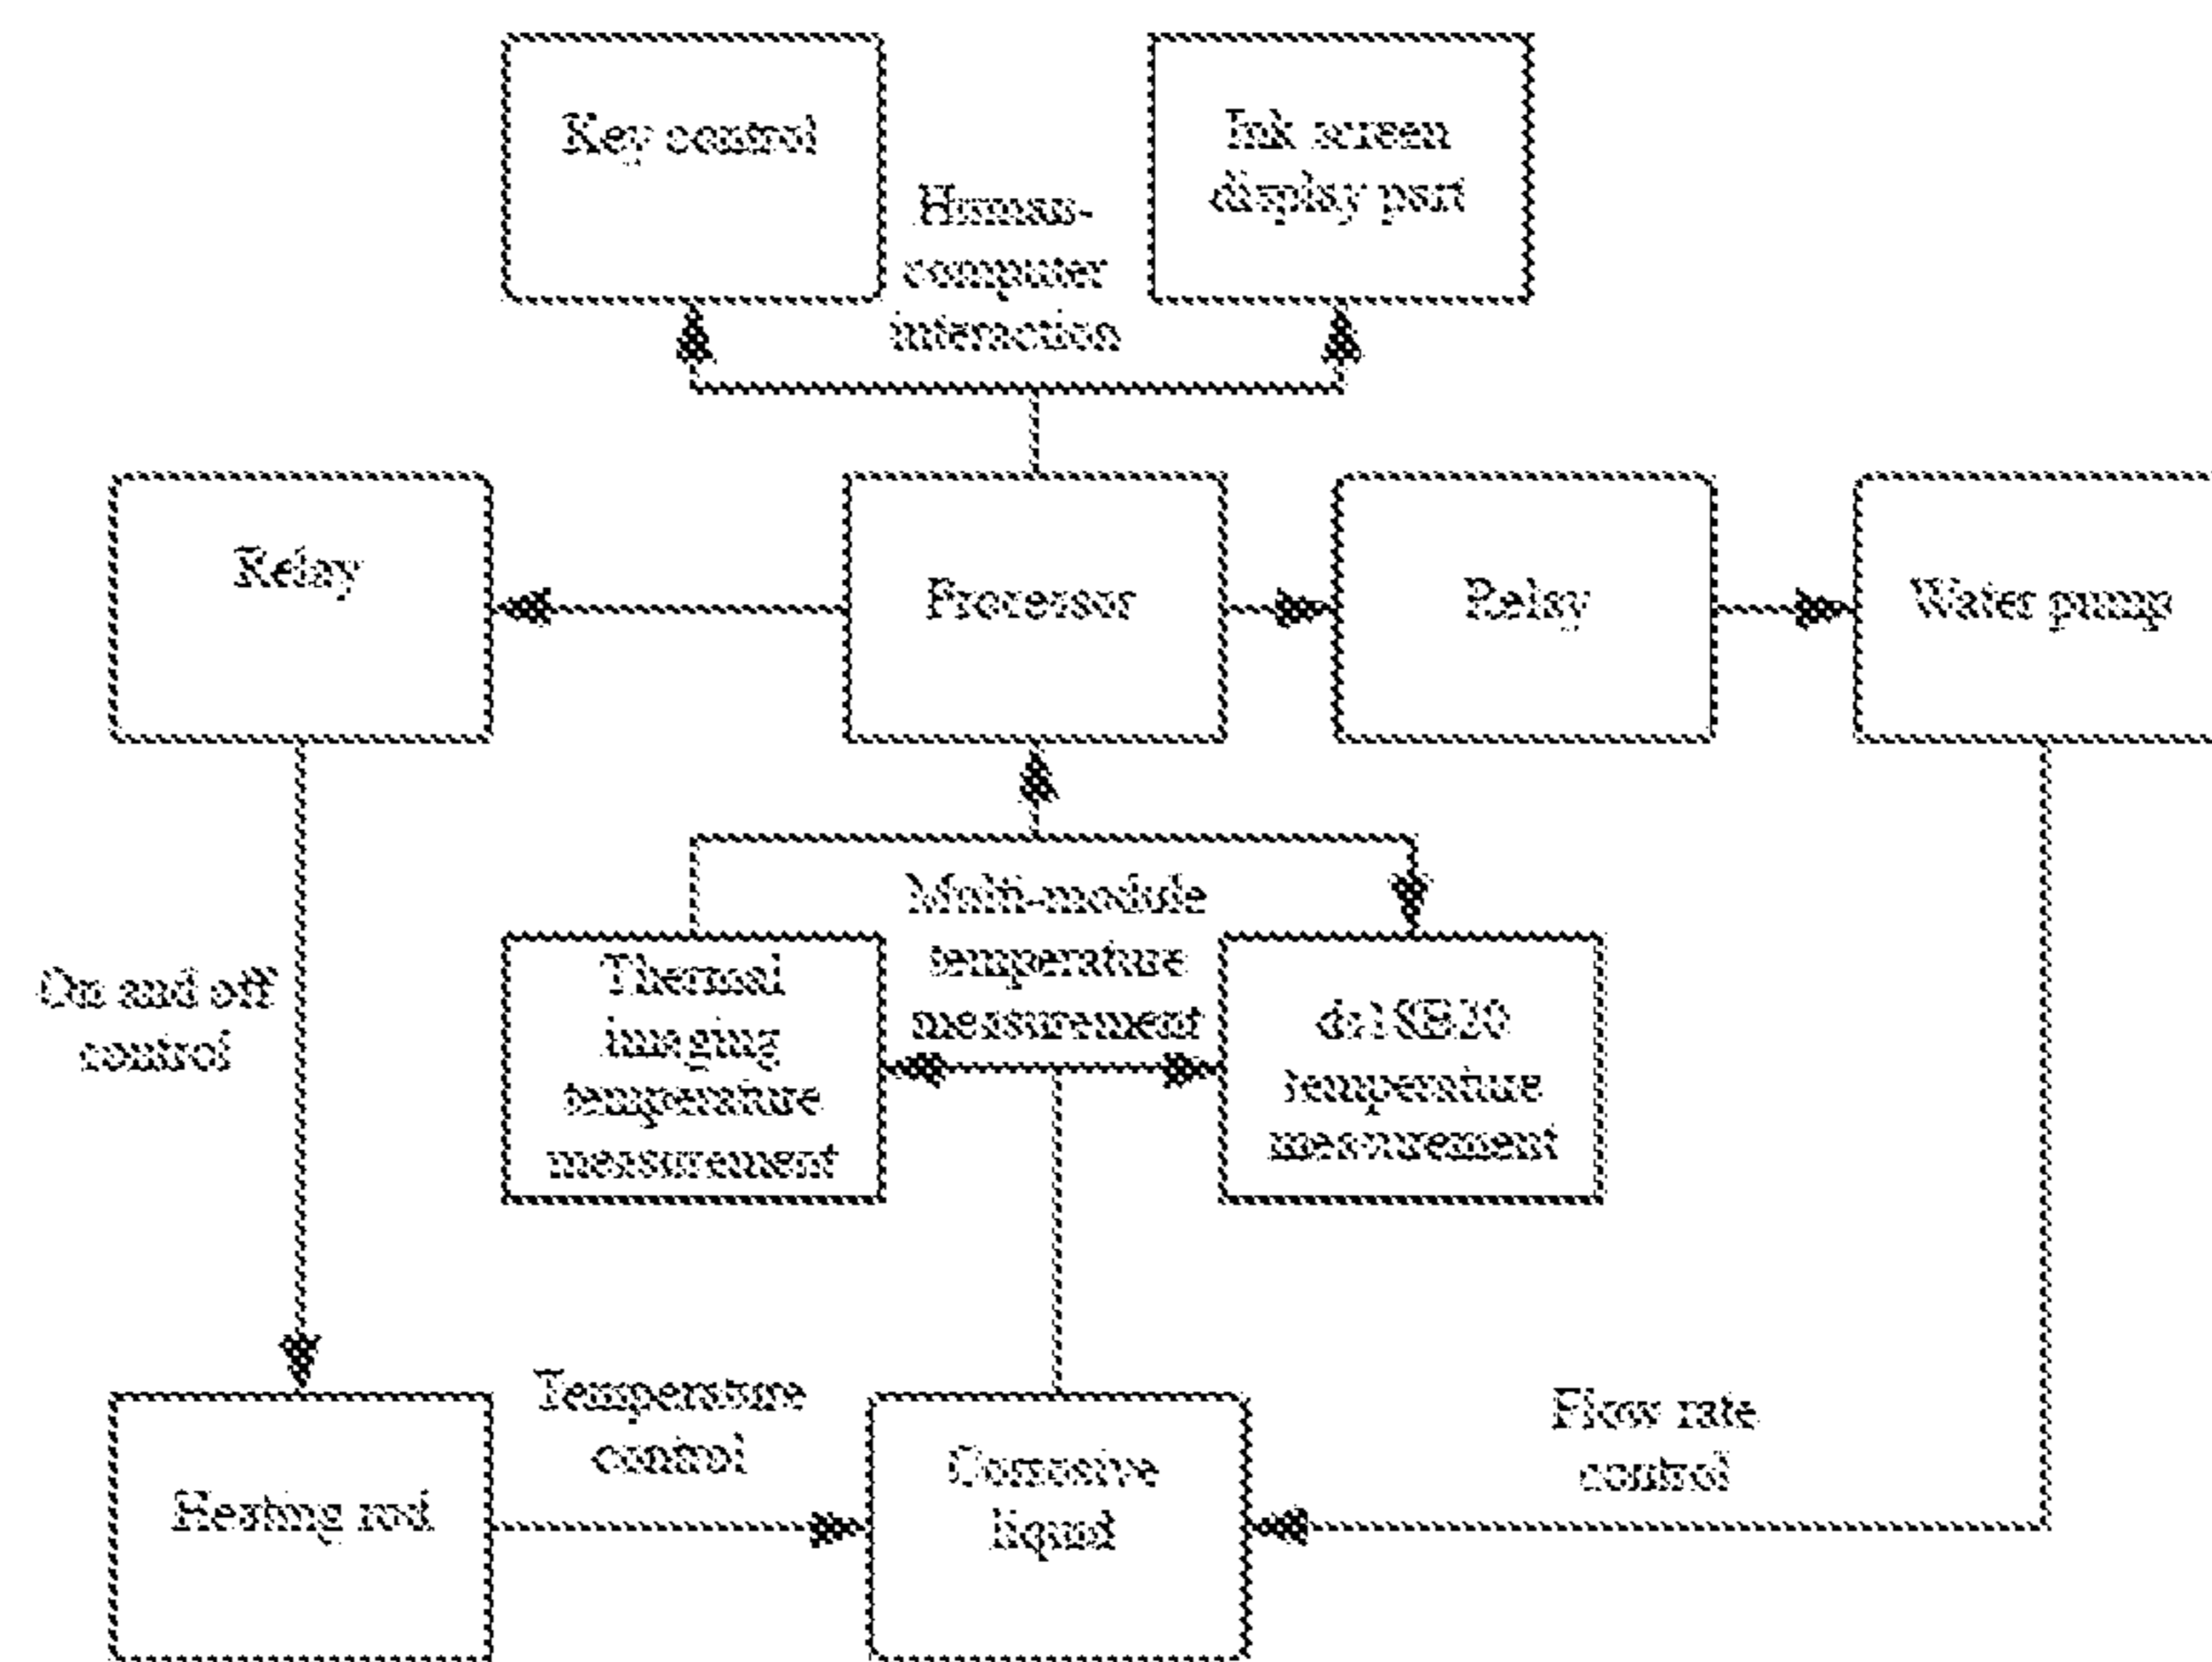 Key control
Ink screen
display part
Human-
computer
interaction
Relay
Processor
Relay
Water pump
Multi-module
temperature
measurement
Thermal
imaging
temperature
measurement
ds18B20
temperature
measurement
On and off
control
Temperature
control
Heating rod
Corrosive
liquid
Flow rate
control